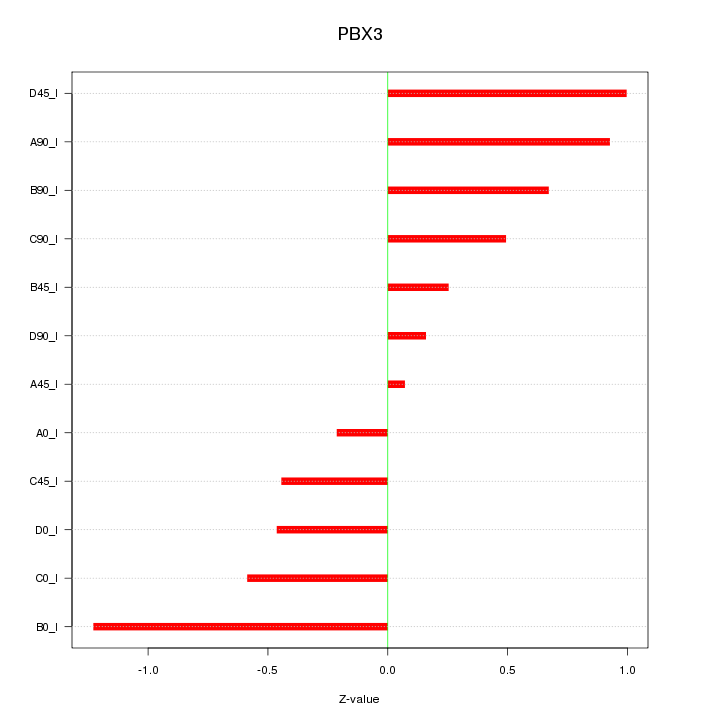 PBX3
D45_I
A90_I
B90_I
C90_I
B45_I
D90_I
A45_I
A0_I
C45_I
D0_I
C0_I
B0_I
-1.0 -0.5 0.0 0.5 1.0
Z-value